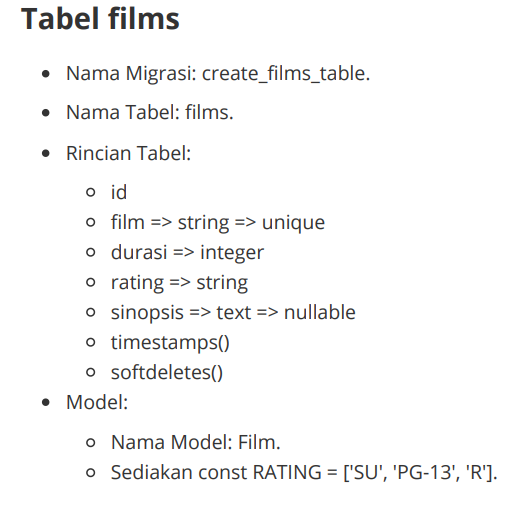 Tabel films
• Nama Migrasi: create_films_table.
• Nama Tabel: films.
• Rincian Tabel:
○ id
○ film => string => unique
○ durasi => integer
○ rating => string
○ sinopsis => text => nullable
○ timestamps()
○ softdeletes()
• Model:
○ Nama Model: Film.
○ Sediakan const RATING = ['SU', 'PG-13', 'R'].